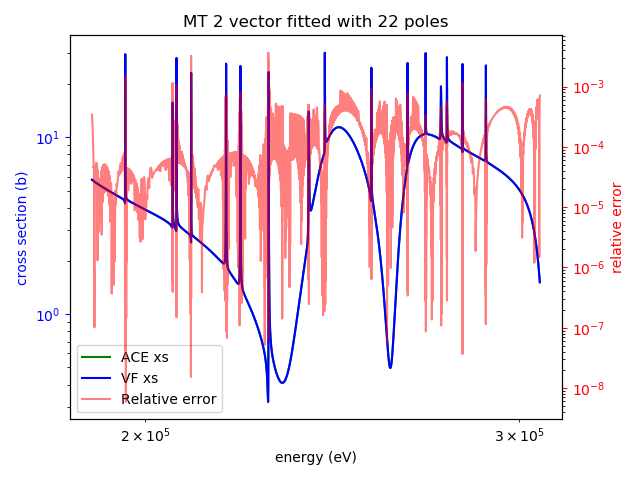 MT 2 vector fitted with 22 poles
cross section (b)
10¹
10⁰
10⁻³
10⁻⁴
10⁻⁵
10⁻⁶
10⁻⁷
10⁻⁸
relative error
ACE xs
VF xs
Relative error
2 × 10⁵
3 × 10⁵
energy (eV)